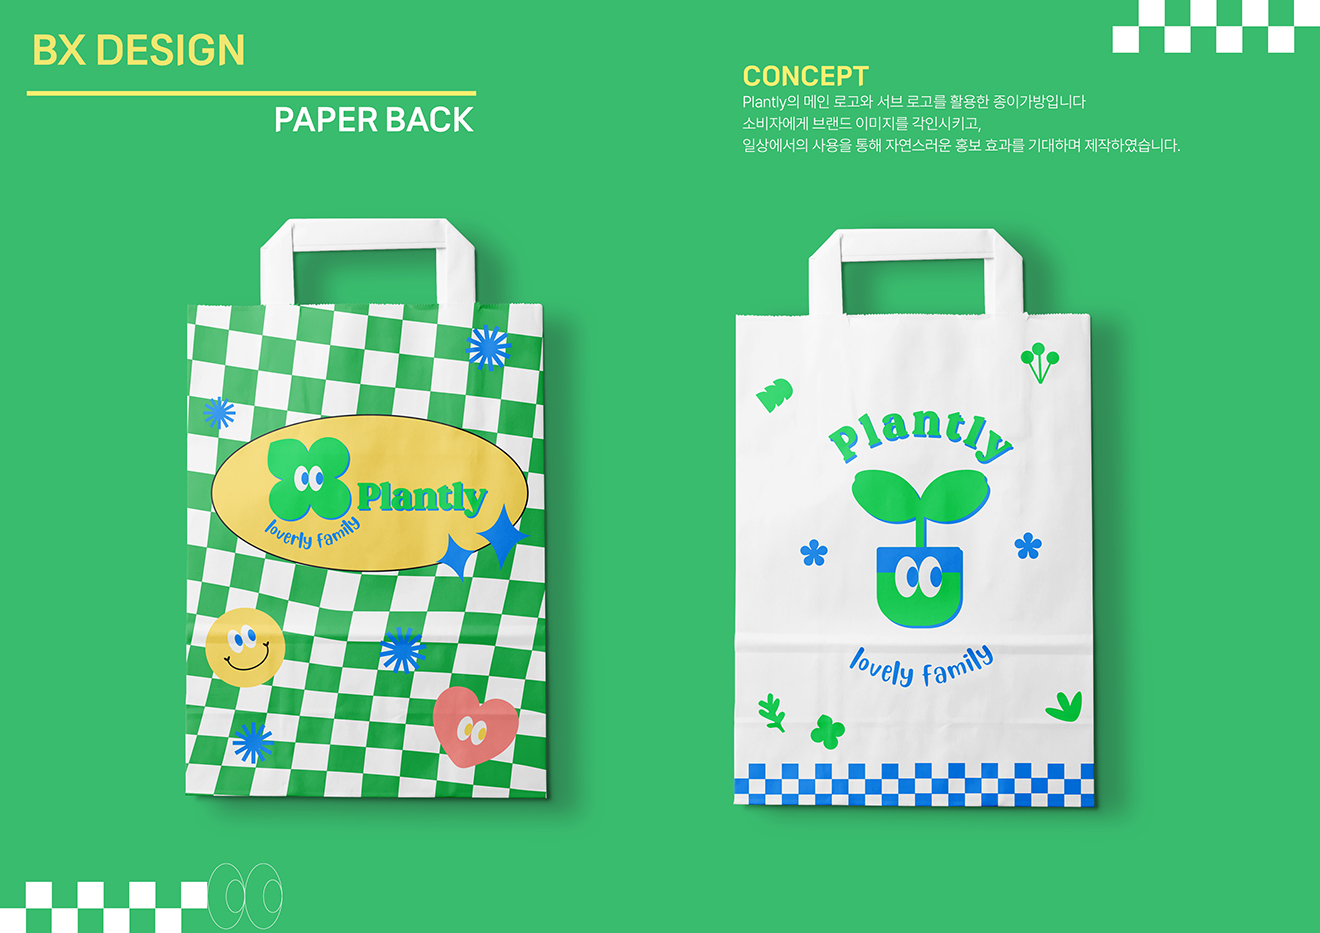 BX DESIGN
PAPER BACK
CONCEPT
Plantly의 메인 로고와 서브 로고를 활용한 종이가방입니다
소비자에게 브랜드 이미지를 각인시키고,
일상에서의 사용을 통해 자연스러운 홍보 효과를 기대하며 제작하였습니다.
Plantly
loverly family
Plantly
lovely family